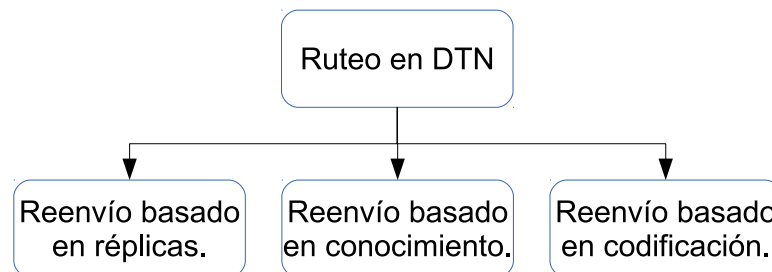 Ruteo en DTN
Reenvío basado
en réplicas.
Reenvío basado
en conocimiento.
Reenvío basado
en codificación.